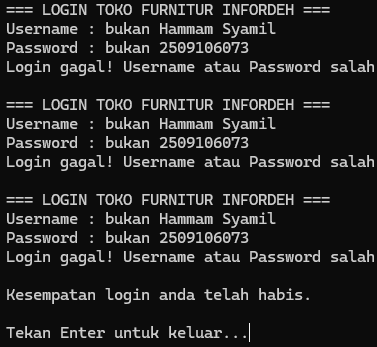 === LOGIN TOKO FURNITUR INFORDEH ===
Username : bukan Hammam Syamil
Password : bukan 2509106073
Login gagal! Username atau Password salah
=== LOGIN TOKO FURNITUR INFORDEH ===
Username : bukan Hammam Syamil
Password : bukan 2509106073
Login gagal! Username atau Password salah
=== LOGIN TOKO FURNITUR INFORDEH ===
Username : bukan Hammam Syamil
Password : bukan 2509106073
Login gagal! Username atau Password salah
Kesempatan login anda telah habis.
Tekan Enter untuk keluar...